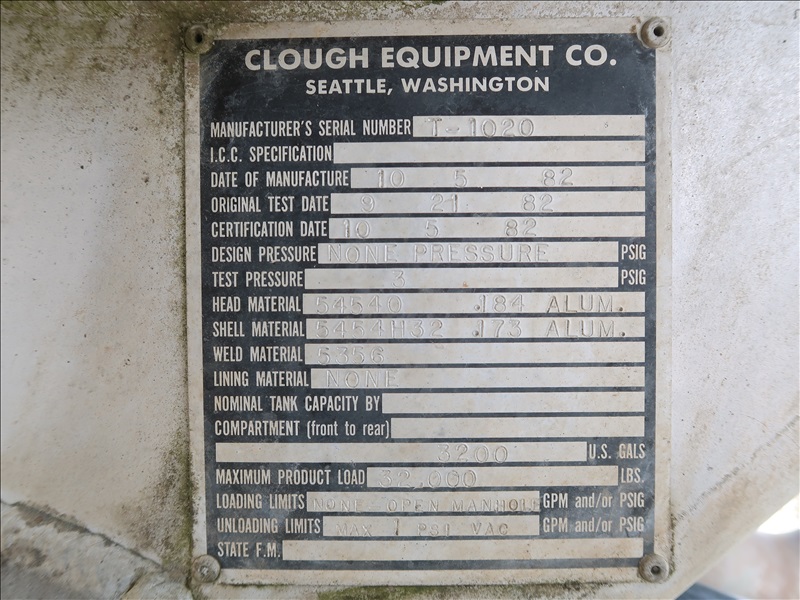 CLOUGH EQUIPMENT CO.
SEATTLE, WASHINGTON
MANUFACTURER'S SERIAL NUMBER T-1020
I.C.C. SPECIFICATION
DATE OF MANUFACTURE 10 5 82
ORIGINAL TEST DATE 9 21 82
CERTIFICATION DATE 10 5 82
DESIGN PRESSURE NONE PRESSURE PSIG
TEST PRESSURE 3 PSIG
HEAD MATERIAL 54540 .184 ALUM.
SHELL MATERIAL 5454H32 .173 ALUM.
WELD MATERIAL 5356
LINING MATERIAL NONE
NOMINAL TANK CAPACITY BY
COMPARTMENT (front to rear)
3200 U.S. GALS
MAXIMUM PRODUCT LOAD 32.000 LBS.
LOADING LIMITS NONE OPEN MANHOLE GPM and/or PSIG
UNLOADING LIMITS MAX 1 PSI VAC GPM and/or PSIG
STATE F.M.